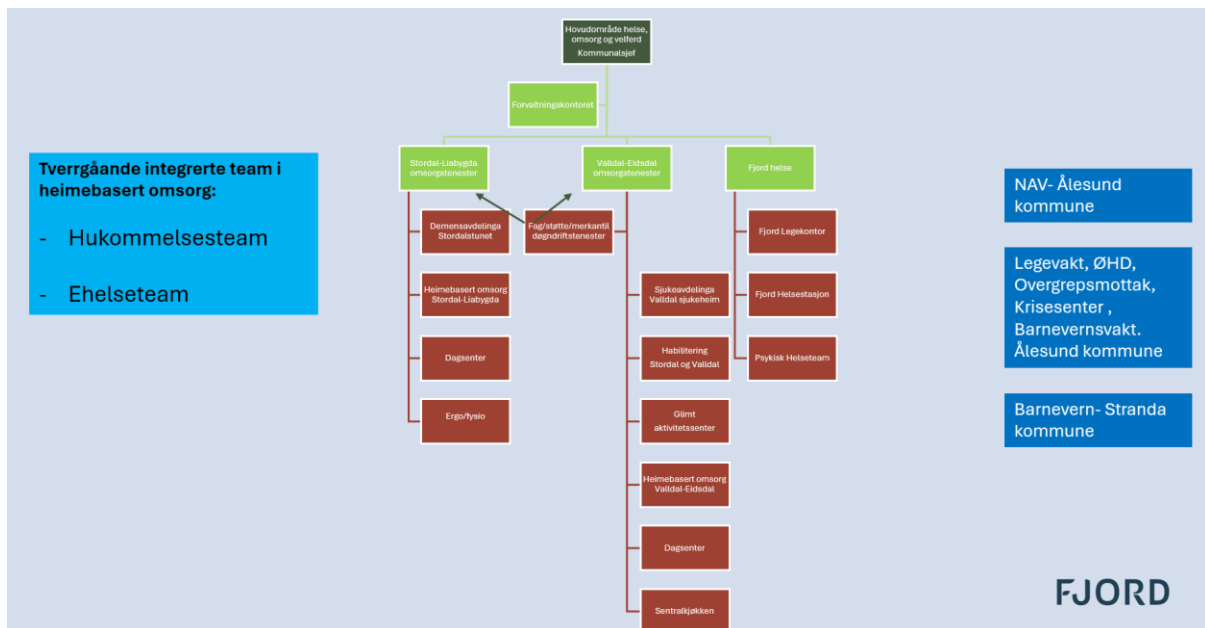 Hovudområde helse,
omsorg og velferd
Kommunalsjef
Forvaltningskontoret
Tverrgåande integrerte team i
heimebasert omsorg:
- Hukommelsesteam
- Ehelseteam
Stordal-Liabygda
omsorgstenester
Valldal-Eidsdal
omsorgstenester
Fjord helse
Demensavdelinga
Stordalstunet
Fag/støtte/merkantil
døgndriftstenester
Fjord Legekontor
Heimebasert omsorg
Stordal-Liabygda
Sjukeavdelinga
Valldal sjukeheim
Fjord Helsestasjon
Dagsenter
Habilitering
Stordal og Valldal
Psykisk Helseteam
Ergo/fysio
Glimt
aktivitetssenter
Heimebasert omsorg
Valldal-Eidsdal
Dagsenter
Sentralkjøkken
NAV- Ålesund
kommune
Legevakt, ØHD,
Overgrepsmottak,
Krisesenter ,
Barnevernsvakt.
Ålesund kommune
Barnevern- Stranda
kommune
FJORD